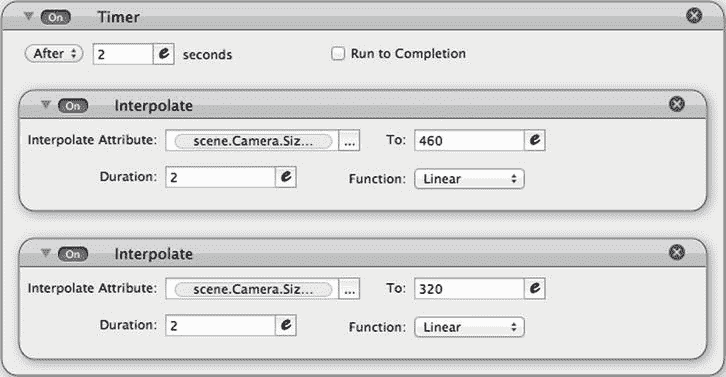 On Timer
After 2 e seconds Run to Completion
On Interpolate
Interpolate Attribute: scene.Camera.Siz... ... To: 460 e
Duration: 2 e Function: Linear
On Interpolate
Interpolate Attribute: scene.Camera.Siz... ... To: 320 e
Duration: 2 e Function: Linear